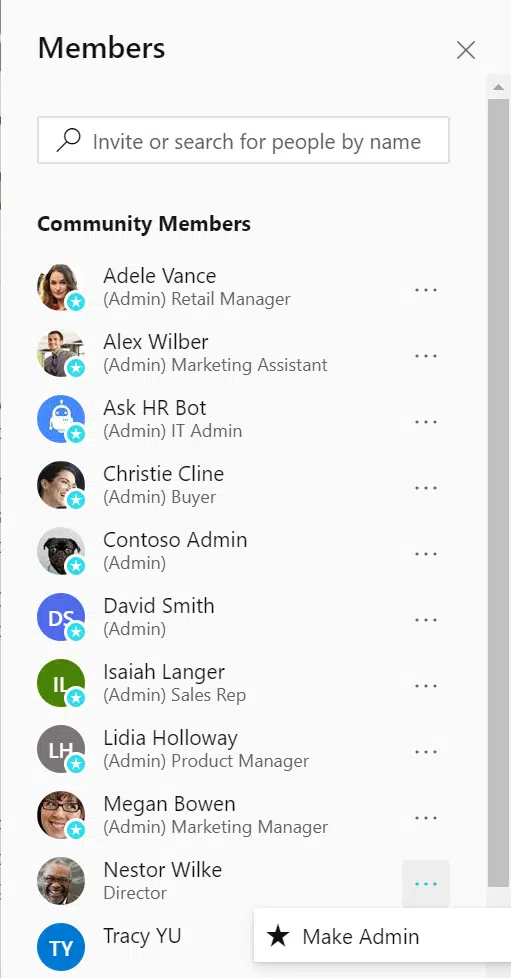 Members
Invite or search for people by name
Community Members
Adele Vance
(Admin) Retail Manager
Alex Wilber
(Admin) Marketing Assistant
Ask HR Bot
(Admin) IT Admin
Christie Cline
(Admin) Buyer
Contoso Admin
(Admin)
DS
David Smith
(Admin)
IL
Isaiah Langer
(Admin) Sales Rep
LH
Lidia Holloway
(Admin) Product Manager
Megan Bowen
(Admin) Marketing Manager
Nestor Wilke
Director
TY
Tracy YU
Make Admin